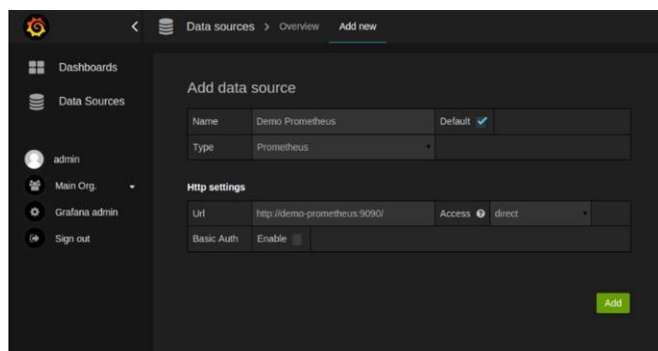 Data sources > Overview Add new
Dashboards
Data Sources
admin
Main Org.
Grafana admin
Sign out
Add data source
Name Demo Prometheus Default
Type Prometheus
Http settings
Url http://demo-prometheus:9090/ Access direct
Basic Auth Enable
Add